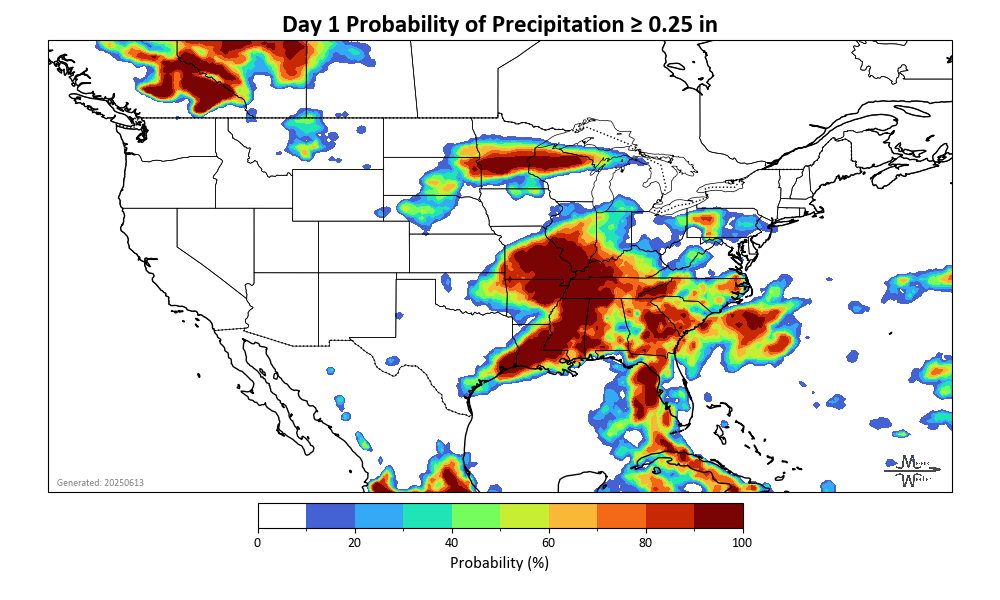 Day 1 Probability of Precipitation ≥ 0.25 in
Generated: 20250613
0 20 40 60 80 100
Probability (%)